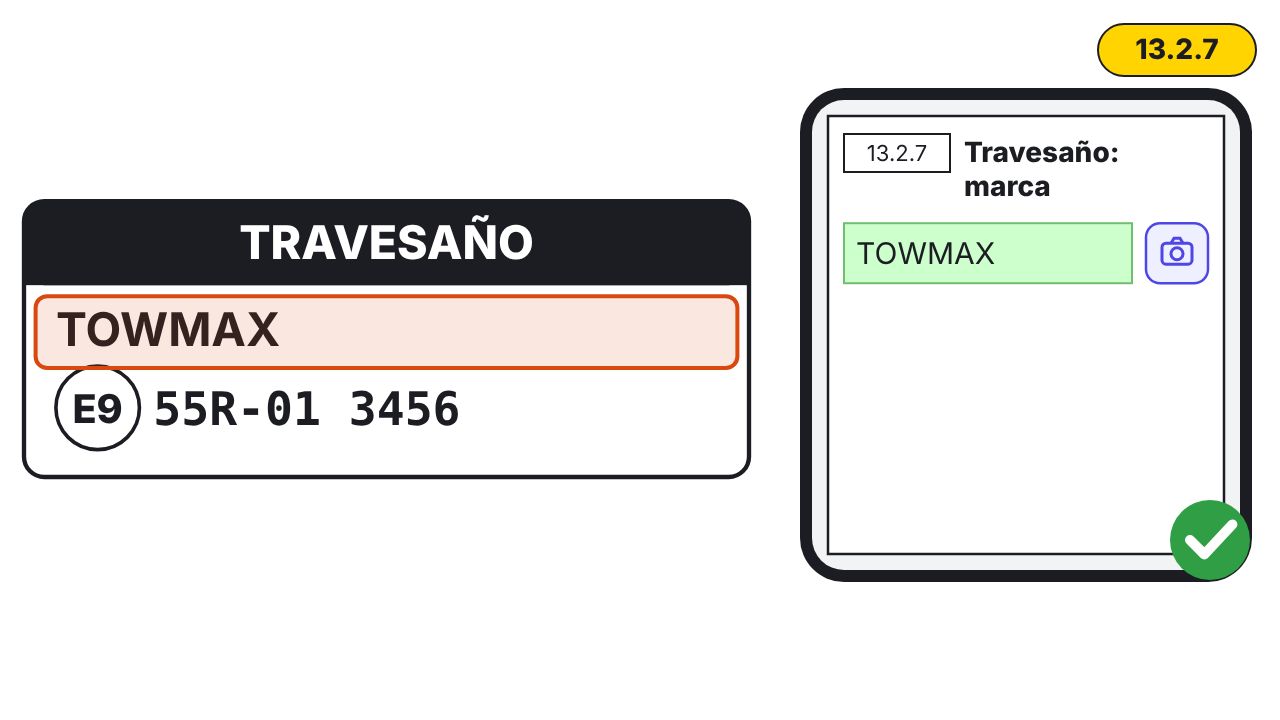 13.2.7
TRAVESAÑO
TOWMAX
E9 55R-01 3456
13.2.7 Travesaño:
marca
TOWMAX